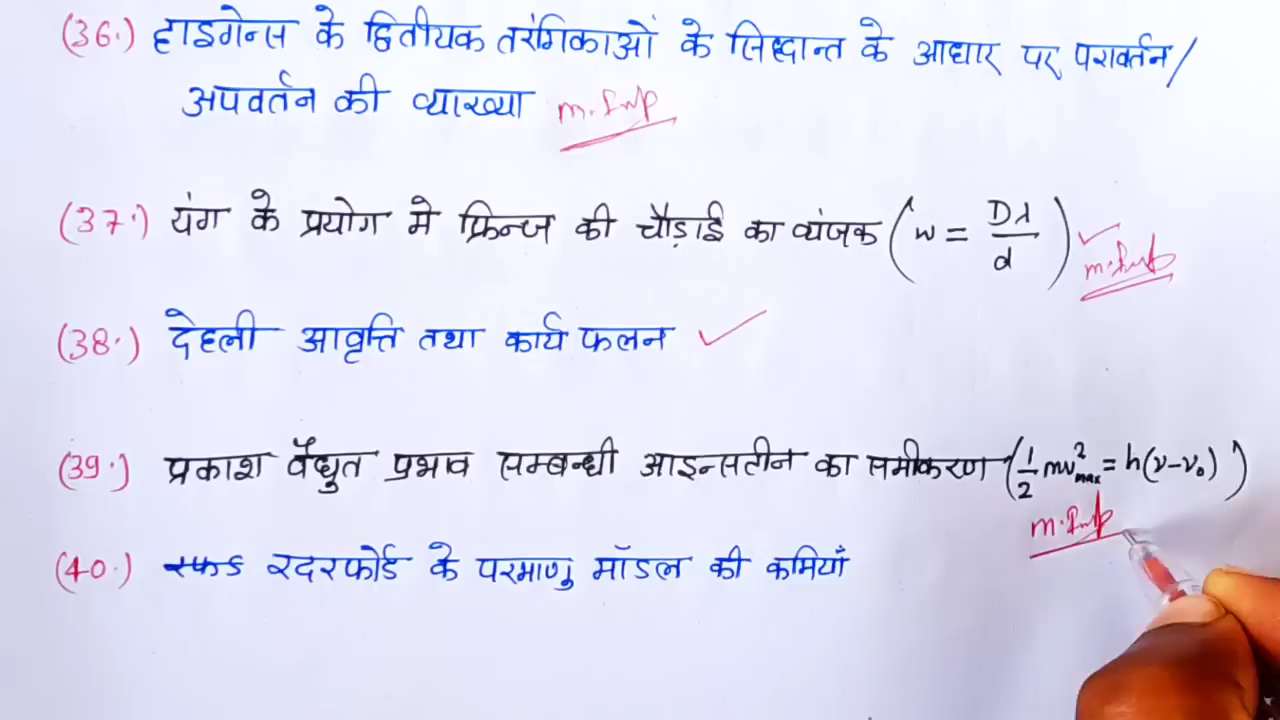 (36.) हाइगेन्स के द्वितीयक तरंगिकाओं के सिद्धान्त के आधार पर परावर्तन/
अपवर्तन की व्याख्या m.Imp
(37.) यंग के प्रयोग मे फ्रिन्ज की चौड़ाई का व्यंजक (w = Dλ/d) ✓ m.Imp
(38.) देहली आवृत्ति तथा कार्य फलन ✓
(39.) प्रकाश वैद्युत प्रभाव सम्बन्धी आइन्सटीन का समीकरण (1/2 mv²max = h(ν-ν₀))
m.Imp
(40.) रदरफोर्ड के परमाणु मॉडल की कमियाँ